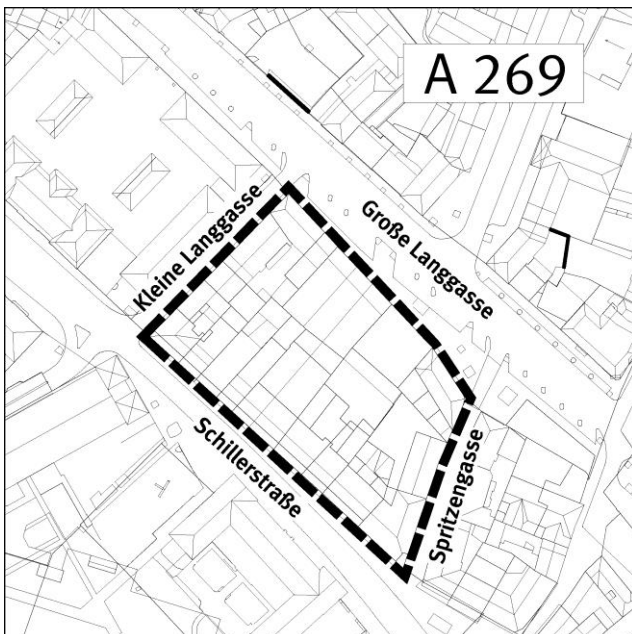 A 269
Kleine Langgasse
Große Langgasse
Schillerstraße
Spritzengasse